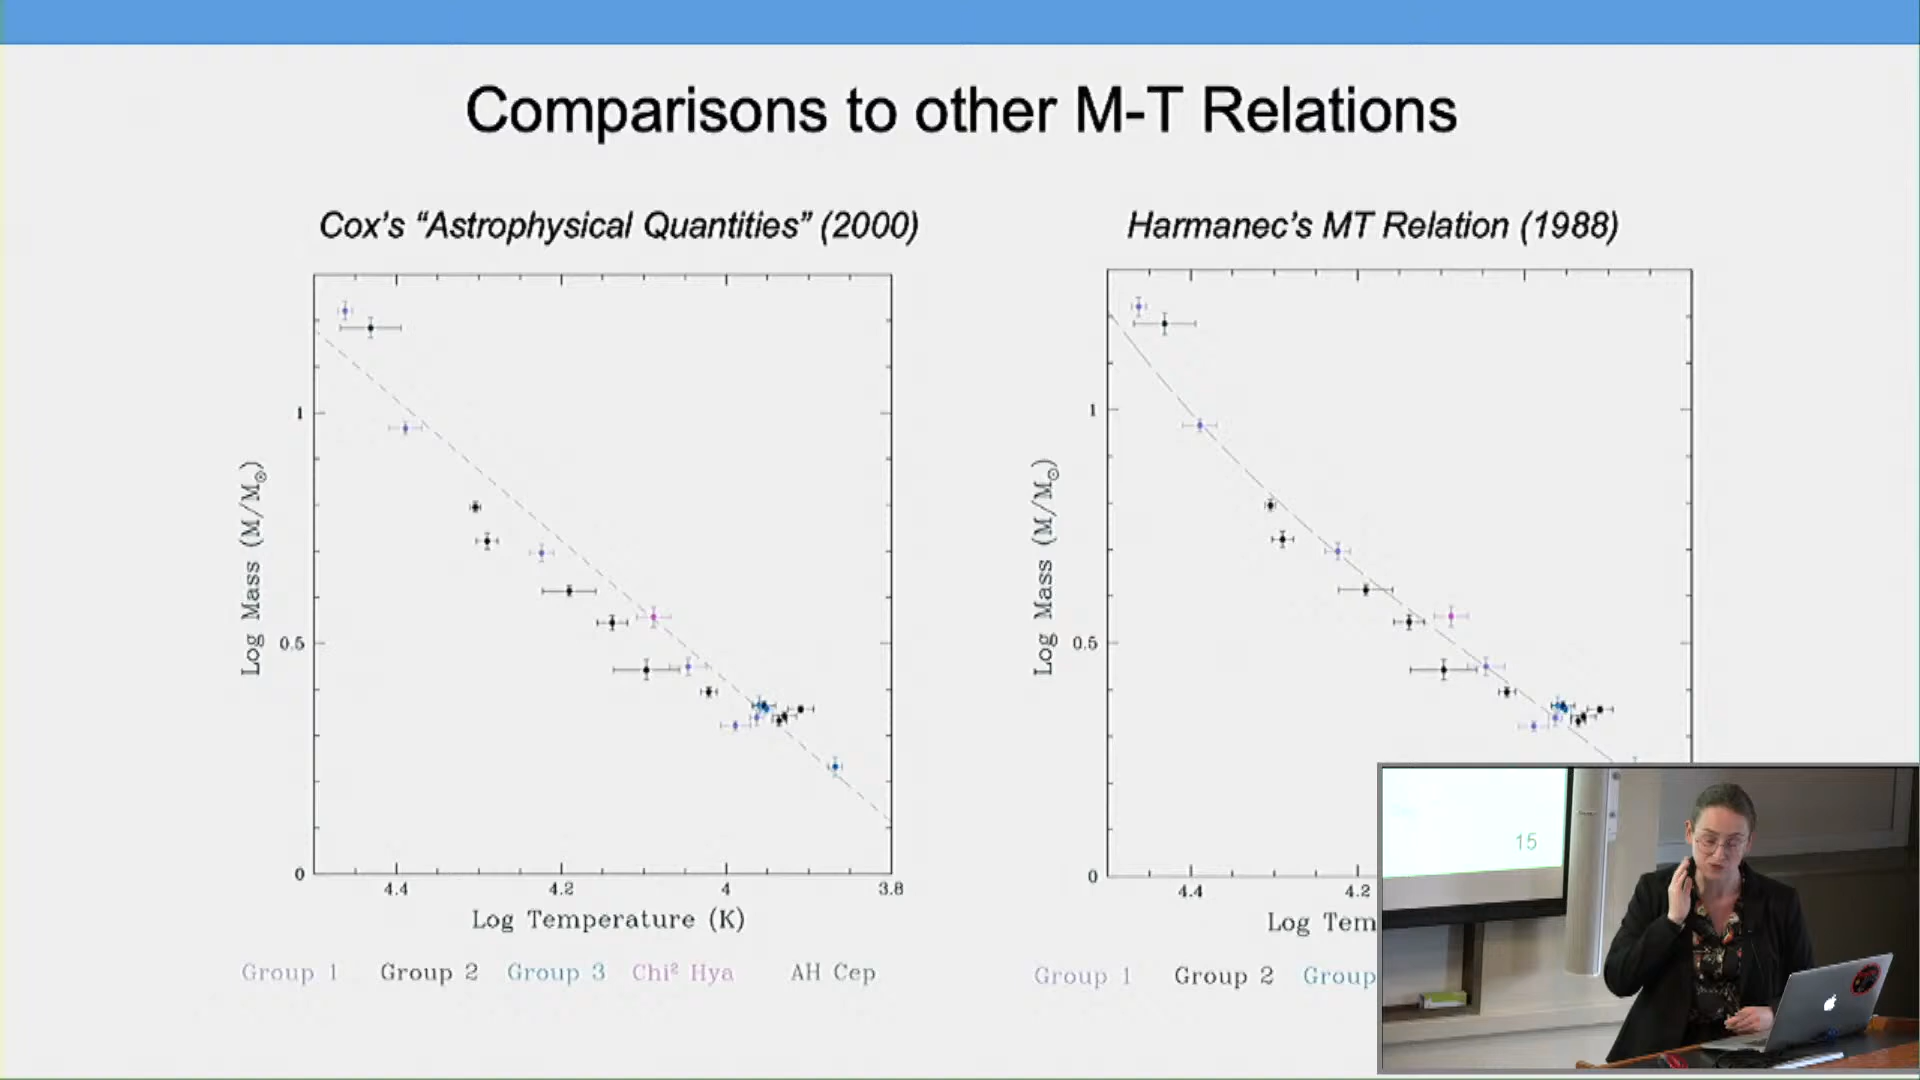 Comparisons to other M-T Relations
Cox's "Astrophysical Quantities" (2000)
Harmanec's MT Relation (1988)
Log Mass (M/M☉)
1
0.5
0
4.4
4.2
4
3.8
Log Temperature (K)
Group 1
Group 2
Group 3
Chi² Hya
AH Cep
Log Mass (M/M☉)
1
0.5
0
4.4
4.2
Log Tem
Group 1
Group 2
Group
15